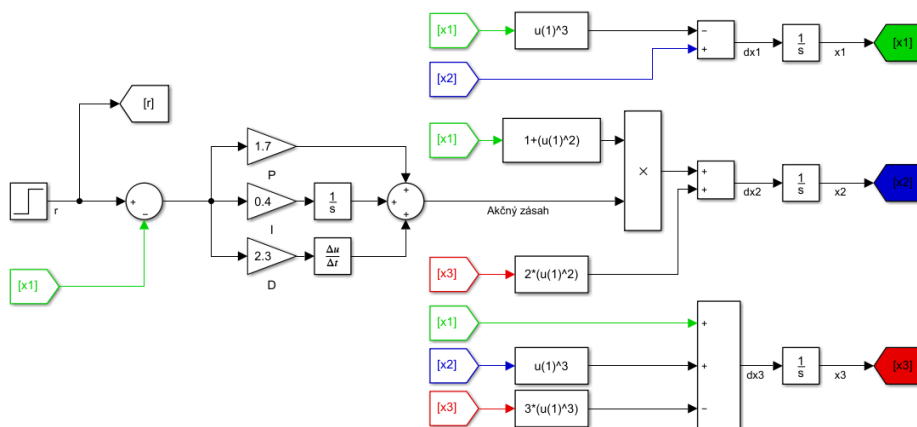 [x1]
u(1)^3
−
+
dx1
1
s
x1
[x1]
[x2]
[r]
[x1]
1+(u(1)^2)
×
+
+
dx2
1
s
x2
[x2]
r
+
−
1.7
P
0.4
I
1
s
2.3
D
Δu
Δt
+
+
+
Akčný zásah
[x1]
[x3]
2*(u(1)^2)
[x1]
+
[x2]
u(1)^3
+
[x3]
3*(u(1)^3)
−
dx3
1
s
x3
[x3]